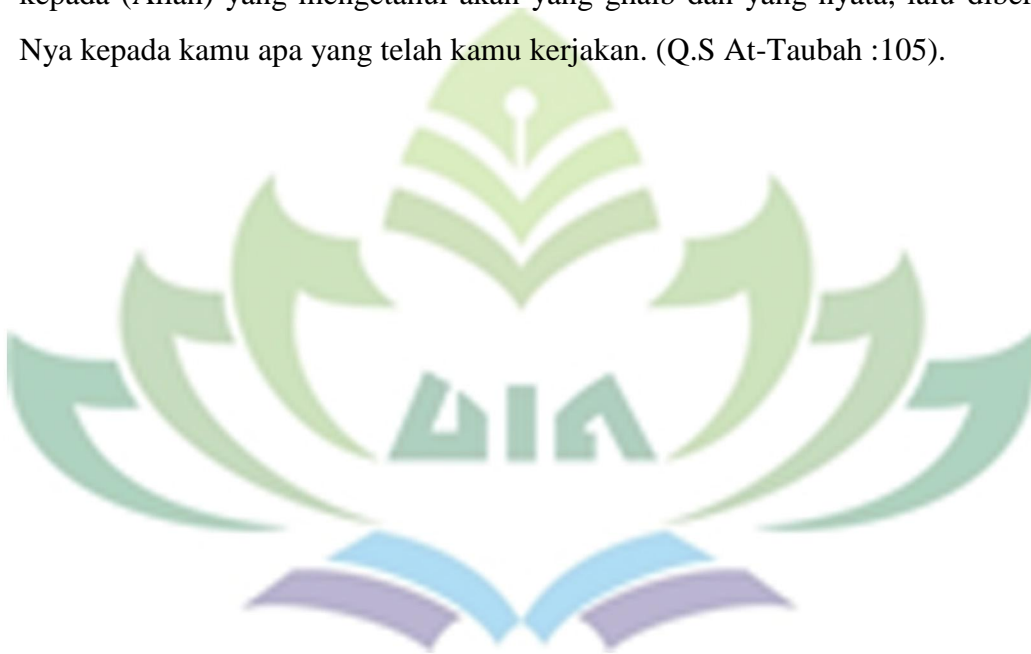 kepada (Allah) yang mengetahui akan yang ghaib dan yang nyata, lalu
Nya kepada kamu apa yang telah kamu kerjakan. (Q.S At-Taubah :105).
UIN